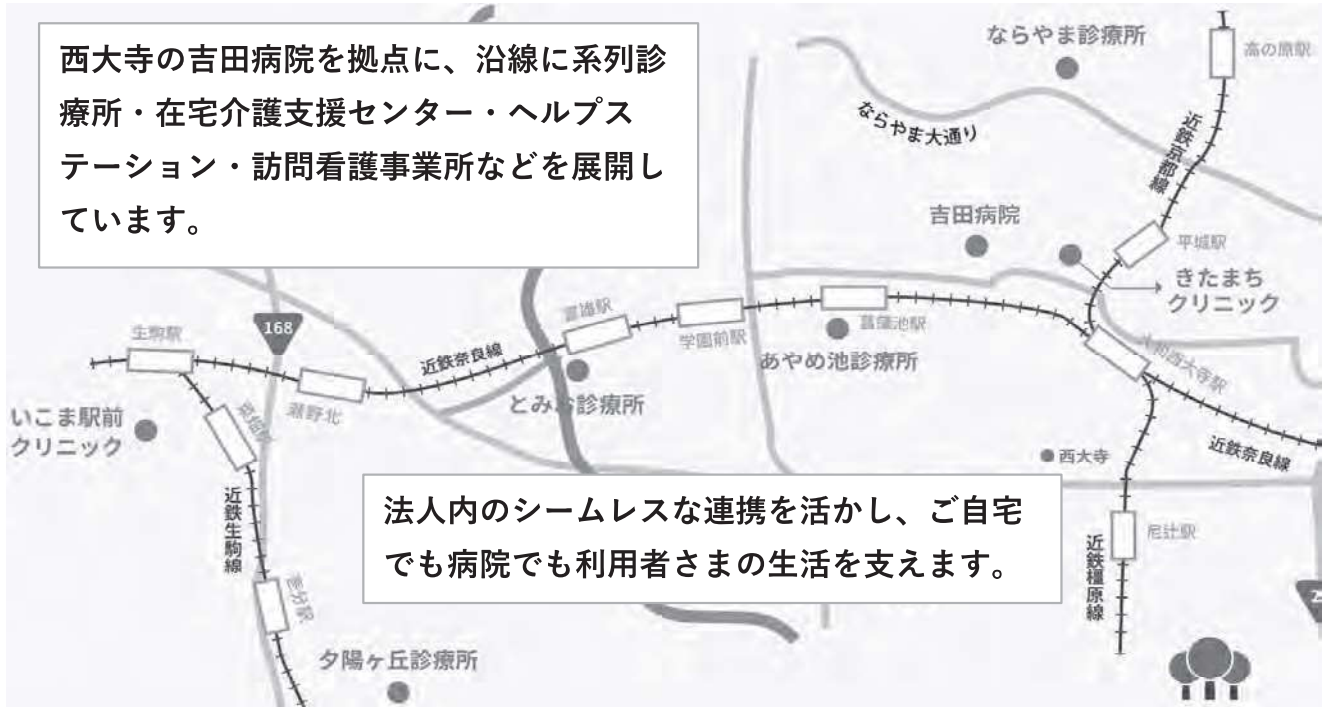 西大寺の吉田病院を拠点に、沿線に系列診
療所・在宅介護支援センター・ヘルプス
テーション・訪問看護事業所などを展開し
ています。
ならやま診療所
高の原駅
ならやま大通り
近鉄京都線
吉田病院
平城駅
きたまち
クリニック
168
生駒駅
富雄駅
学園前駅
菖蒲池駅
近鉄奈良線
あやめ池診療所
大和西大寺駅
とみお診療所
いこま駅前
クリニック
菜畑駅
西大寺
近鉄奈良線
近鉄生駒線
法人内のシームレスな連携を活かし、ご自宅
でも病院でも利用者さまの生活を支えます。
尼辻駅
近鉄橿原線
壱分駅
夕陽ヶ丘診療所